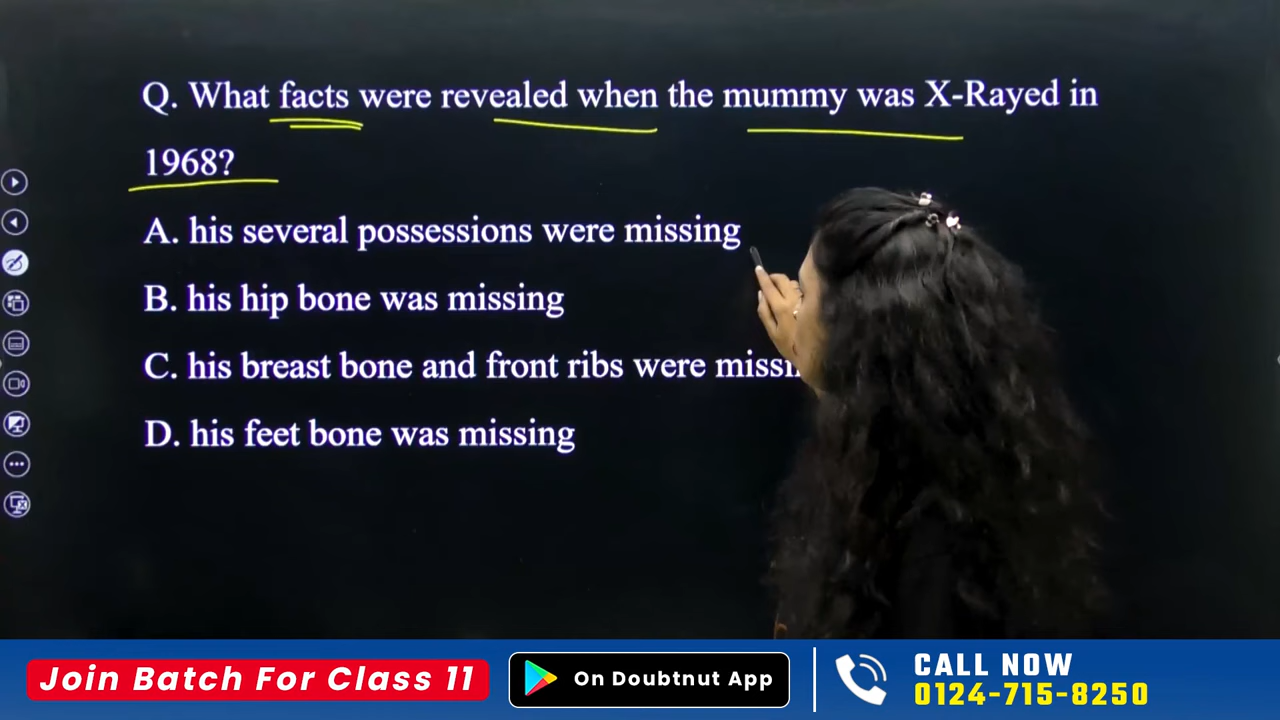 Q. What facts were revealed when the mummy was X-Rayed in
1968?
A. his several possessions were missing
B. his hip bone was missing
C. his breast bone and front ribs were
D. his feet bone was missing
Join Batch For Class 11
On Doubtnut App
CALL NOW
0124-715-8250